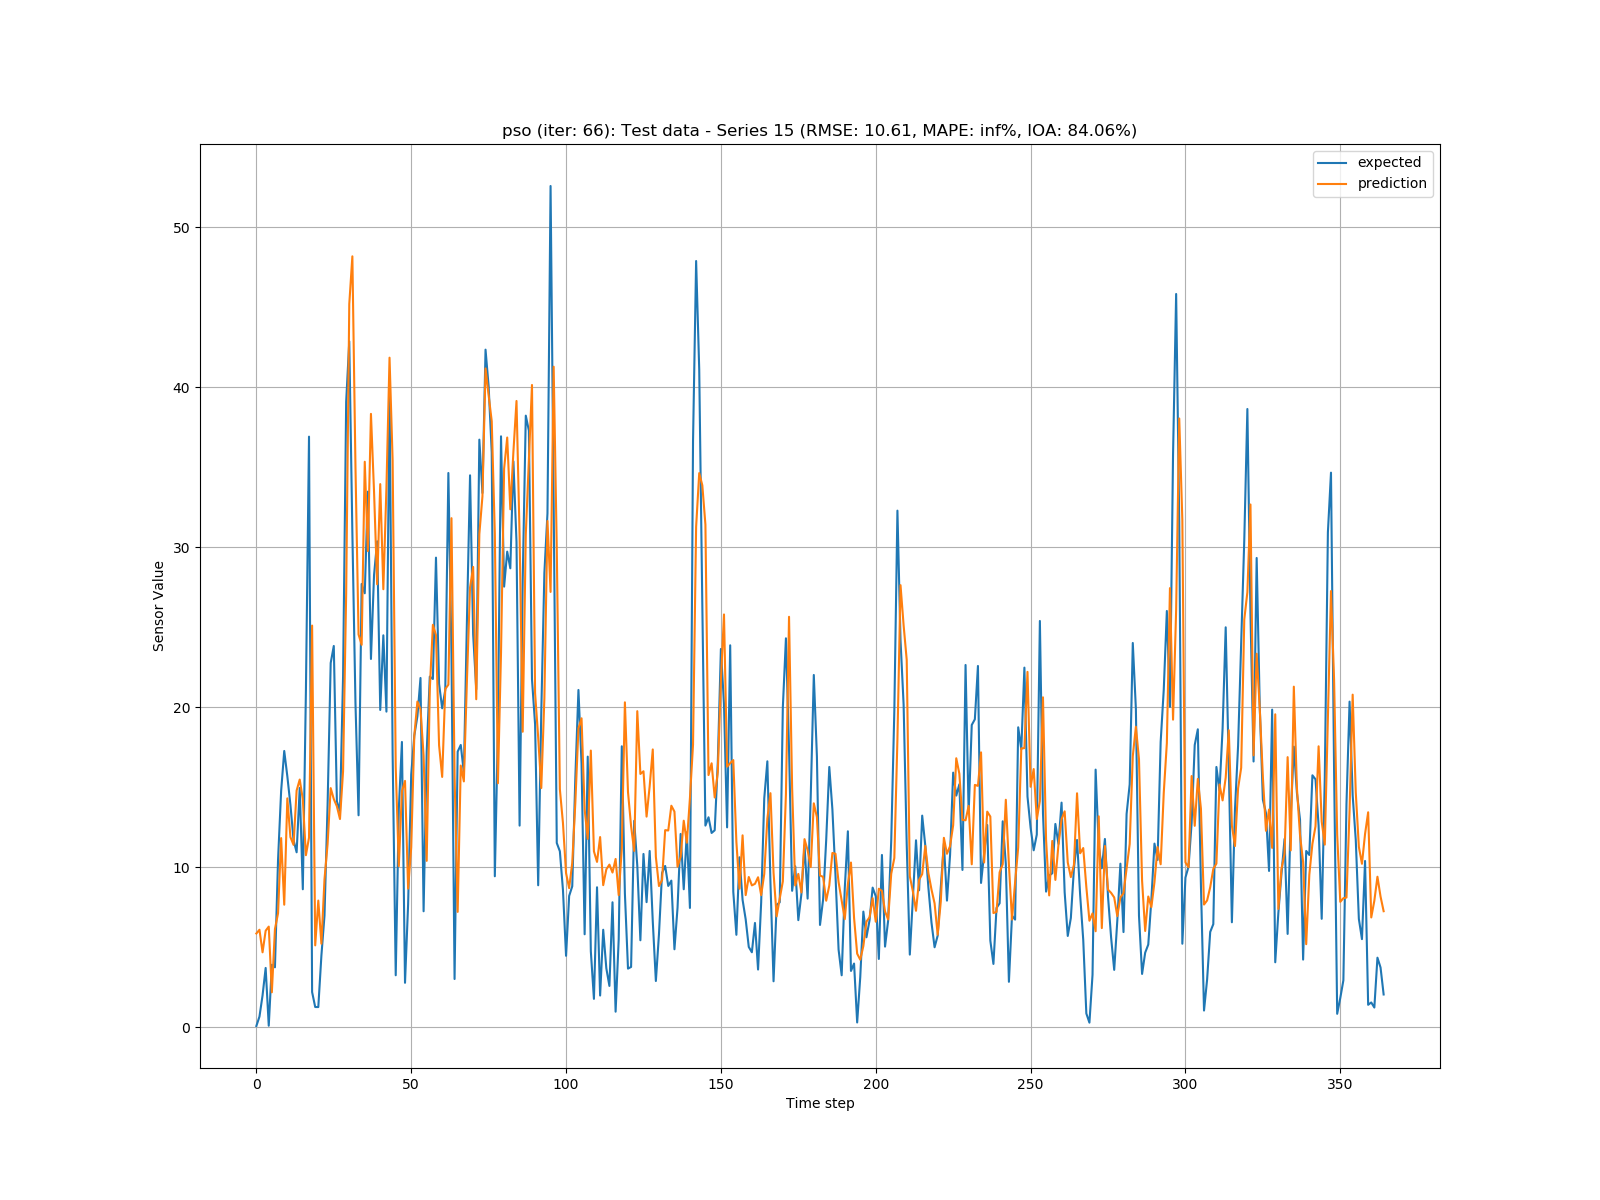 pso (iter: 66): Test data - Series 15 (RMSE: 10.61, MAPE: inf%, IOA: 84.06%)
expected
prediction
50
40
30
20
10
0
Sensor Value
0 50 100 150 200 250 300 350
Time step